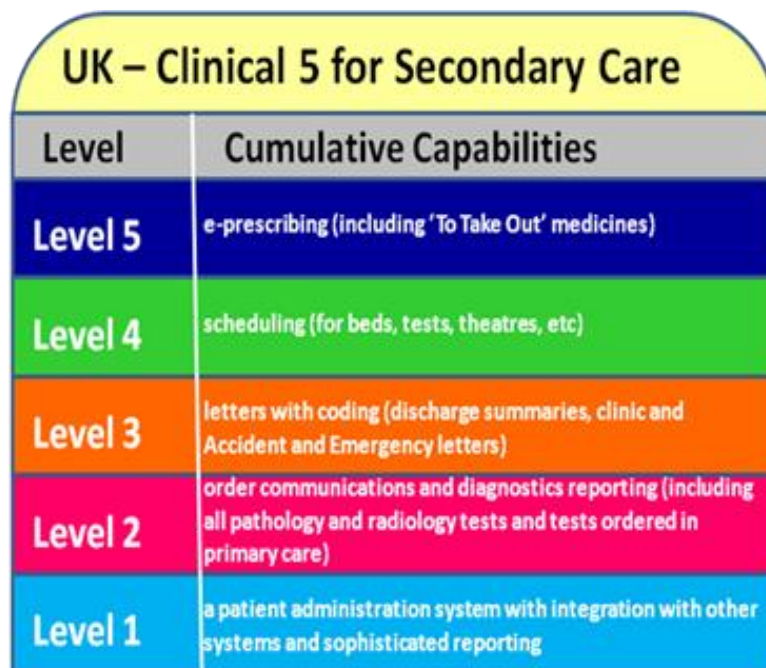 UK – Clinical 5 for Secondary Care
Level Cumulative Capabilities
Level 5
e-prescribing (including 'To Take Out' medicines)
Level 4
scheduling (for beds, tests, theatres, etc)
Level 3
letters with coding (discharge summaries, clinic and
Accident and Emergency letters)
Level 2
order communications and diagnostics reporting (including
all pathology and radiology tests and tests ordered in
primary care)
Level 1
a patient administration system with integration with other
systems and sophisticated reporting